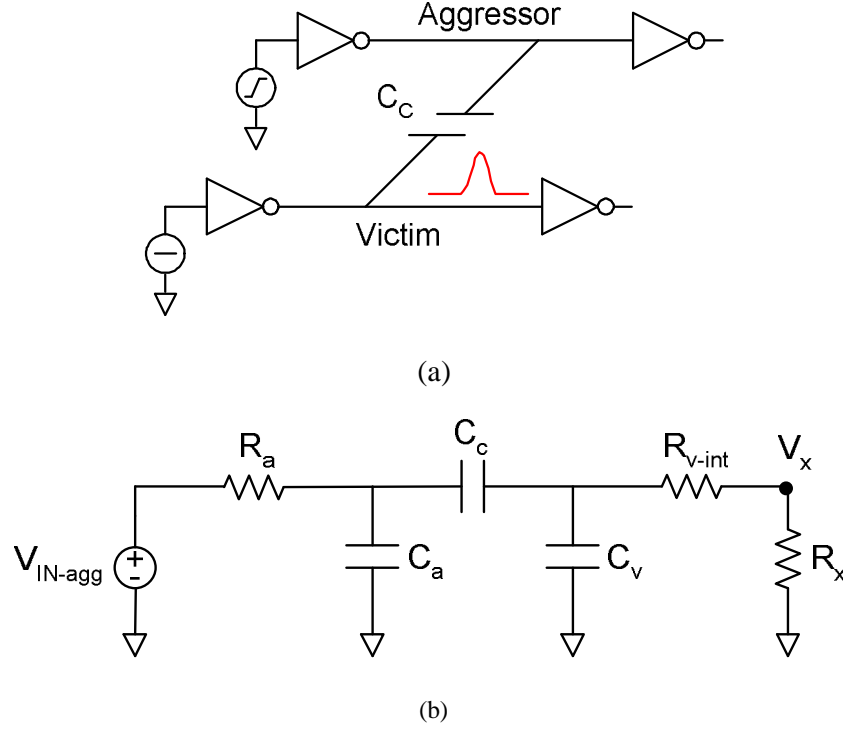 Aggressor
C_C
Victim
(a)
R_a
C_c
R_v-int
V_x
V_IN-agg
+
-
C_a
C_v
R_x
(b)